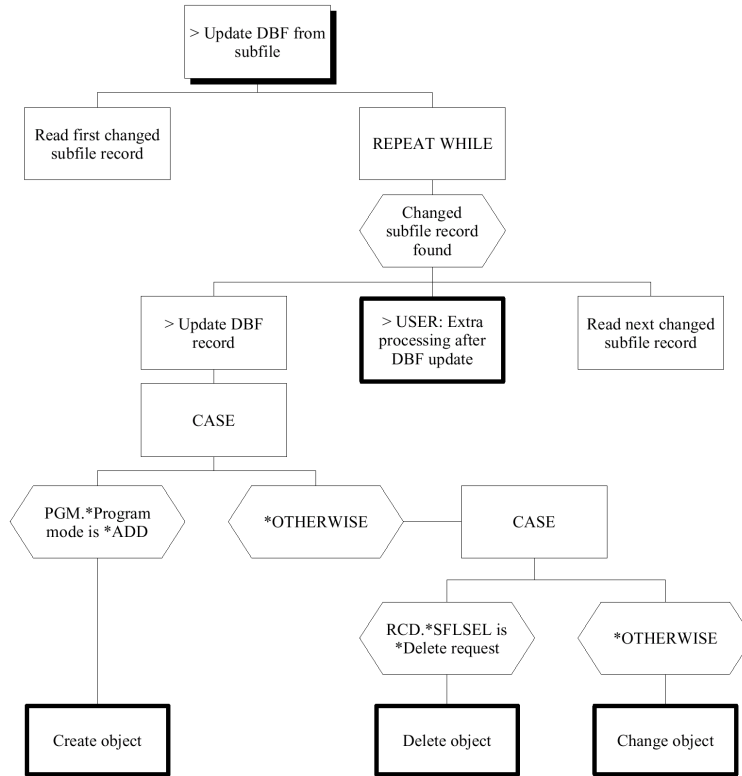 > Update DBF from
subfile
Read first changed
subfile record
REPEAT WHILE
Changed
subfile record
found
> Update DBF
record
> USER: Extra
processing after
DBF update
Read next changed
subfile record
CASE
PGM.*Program
mode is *ADD
*OTHERWISE
CASE
RCD.*SFLSEL is
*Delete request
*OTHERWISE
Create object
Delete object
Change object